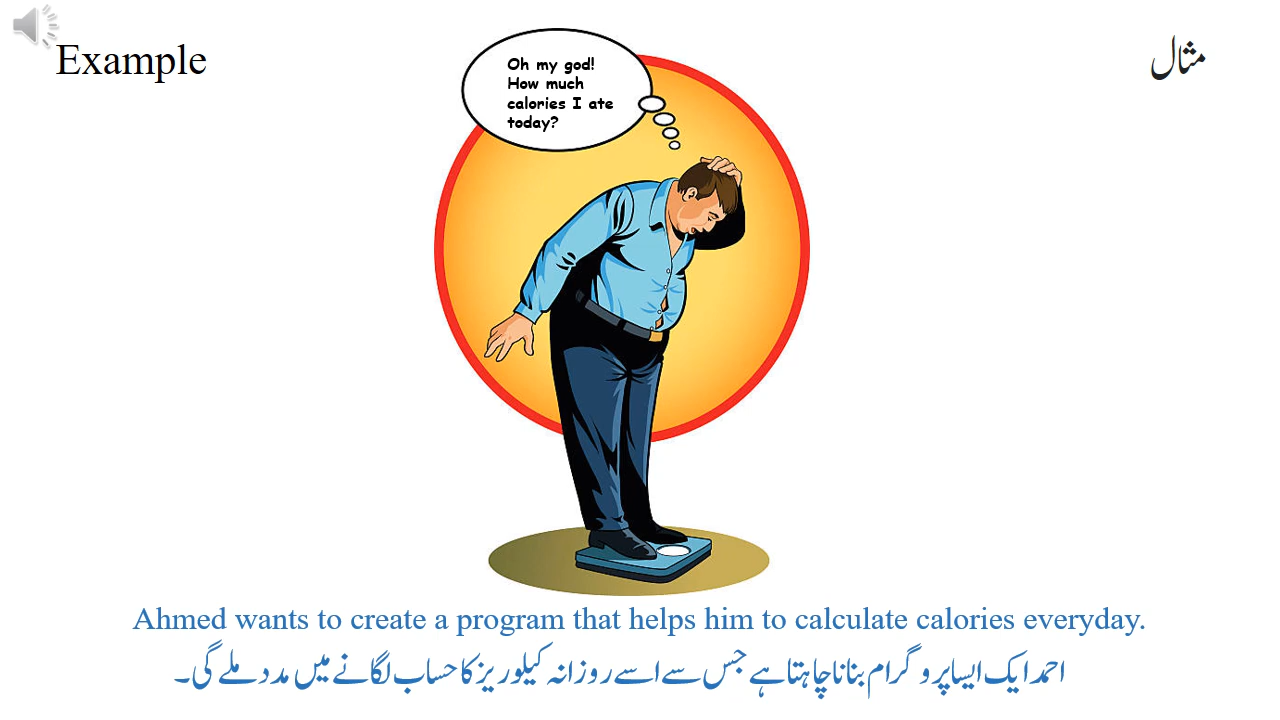 Example
مثال
Oh my god!
How much
calories I ate
today?
Ahmed wants to create a program that helps him to calculate calories everyday.
احمد ایک ایسا پروگرام بنانا چاہتا ہے جس سے اسے روزانہ کیلوریز کا حساب لگانے میں مدد ملے گی۔